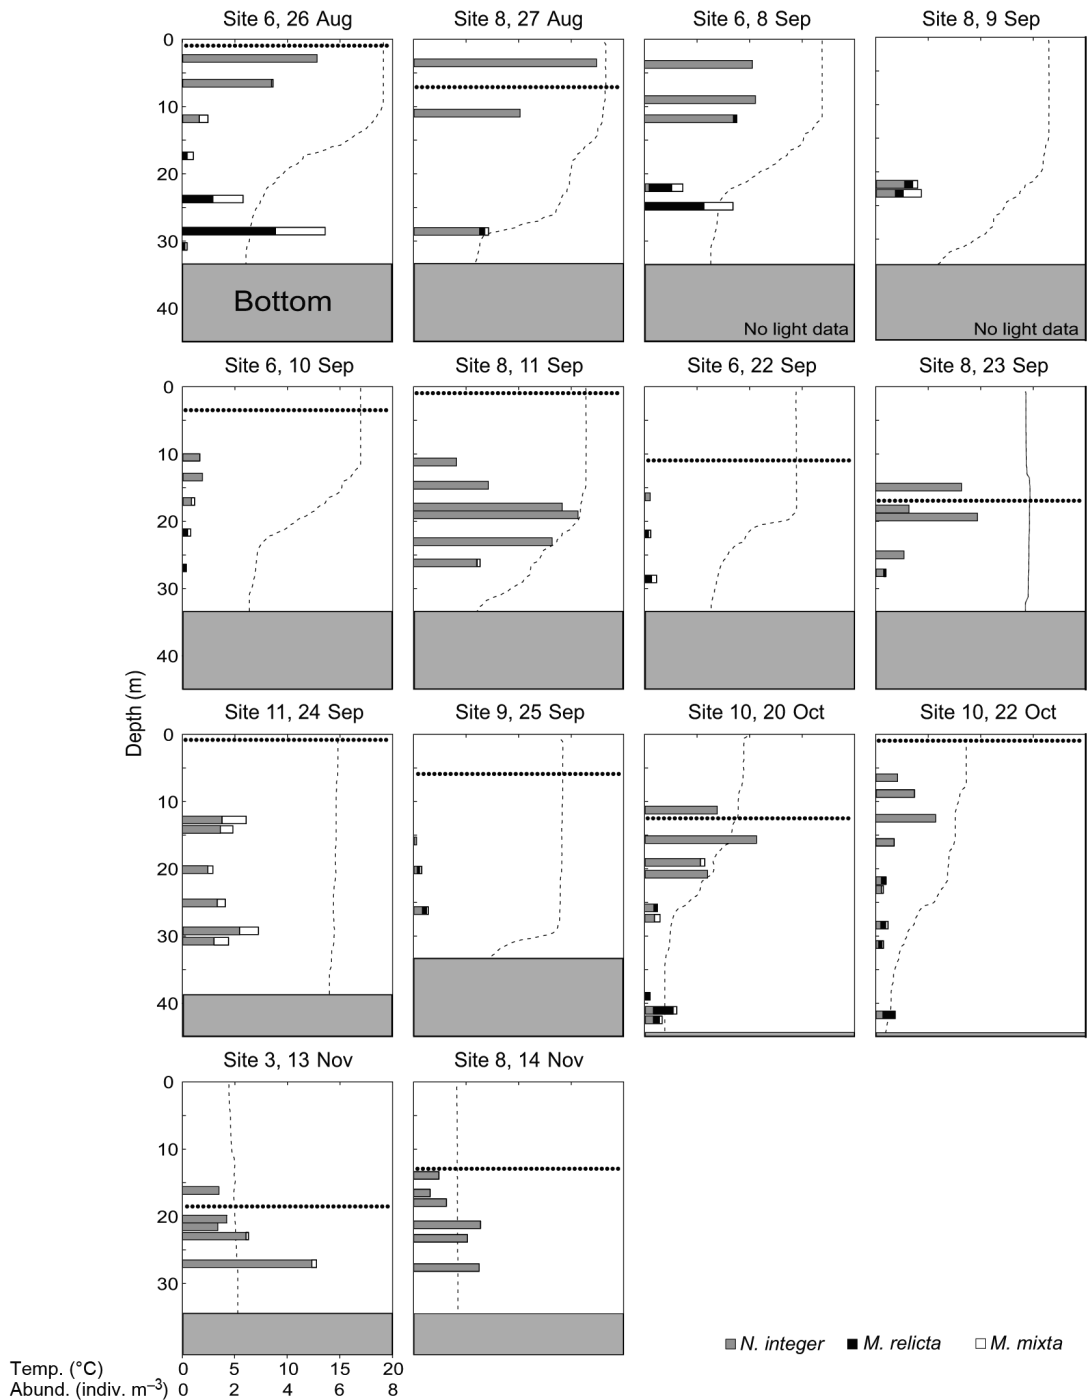 Site 6, 26 Aug
Site 8, 27 Aug
Site 6, 8 Sep
Site 8, 9 Sep
0
10
20
30
40
Bottom
No light data
No light data
Site 6, 10 Sep
Site 8, 11 Sep
Site 6, 22 Sep
Site 8, 23 Sep
0
10
20
30
40
Depth (m)
Site 11, 24 Sep
Site 9, 25 Sep
Site 10, 20 Oct
Site 10, 22 Oct
0
10
20
30
40
Site 3, 13 Nov
Site 8, 14 Nov
0
10
20
30
N. integer M. relicta M. mixta
Temp. (°C) 0 5 10 15 20
Abund. (indiv. m⁻³) 0 2 4 6 8